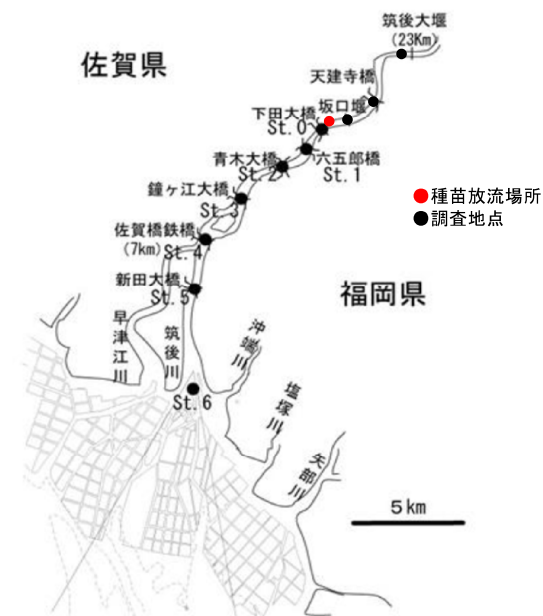 筑後大堰
(23Km)
佐賀県
天建寺橋
坂口堰
下田大橋
St.0
六五郎橋
St.1
青木大橋
St.2
鐘ヶ江大橋
St.3
佐賀橋鉄橋
(7km)
St.4
新田大橋
St.5
種苗放流場所
調査地点
福岡県
早津江川
筑後川
沖端川
St.6
塩塚川
矢部川
5km